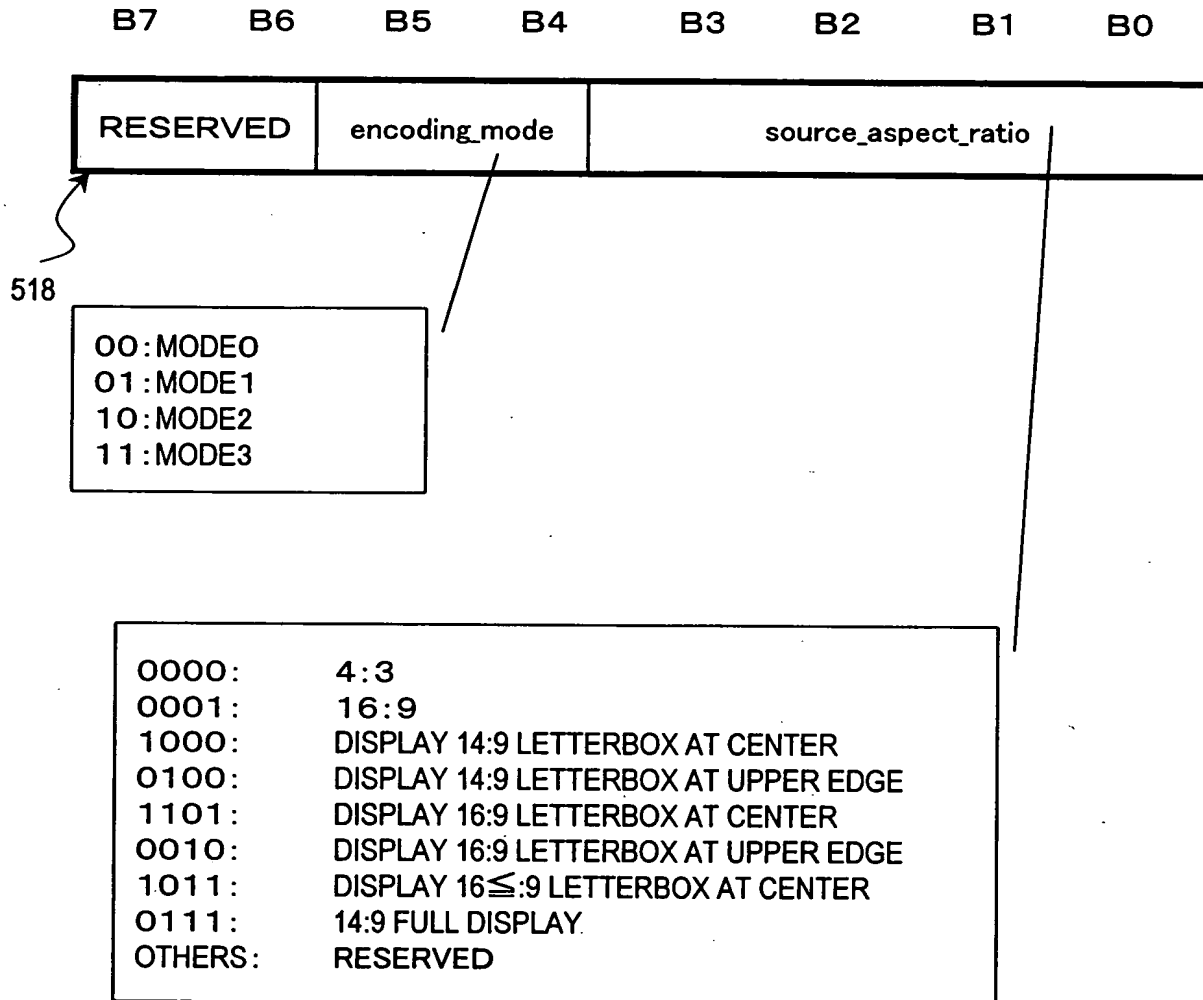 B7 B6 B5 B4 B3 B2 B1 B0
RESERVED encoding_mode source_aspect_ratio
518
00:MODE0
01:MODE1
10:MODE2
11:MODE3
0000: 4:3
0001: 16:9
1000: DISPLAY 14:9 LETTERBOX AT CENTER
0100: DISPLAY 14:9 LETTERBOX AT UPPER EDGE
1101: DISPLAY 16:9 LETTERBOX AT CENTER
0010: DISPLAY 16:9 LETTERBOX AT UPPER EDGE
1011: DISPLAY 16≦:9 LETTERBOX AT CENTER
0111: 14:9 FULL DISPLAY
OTHERS: RESERVED